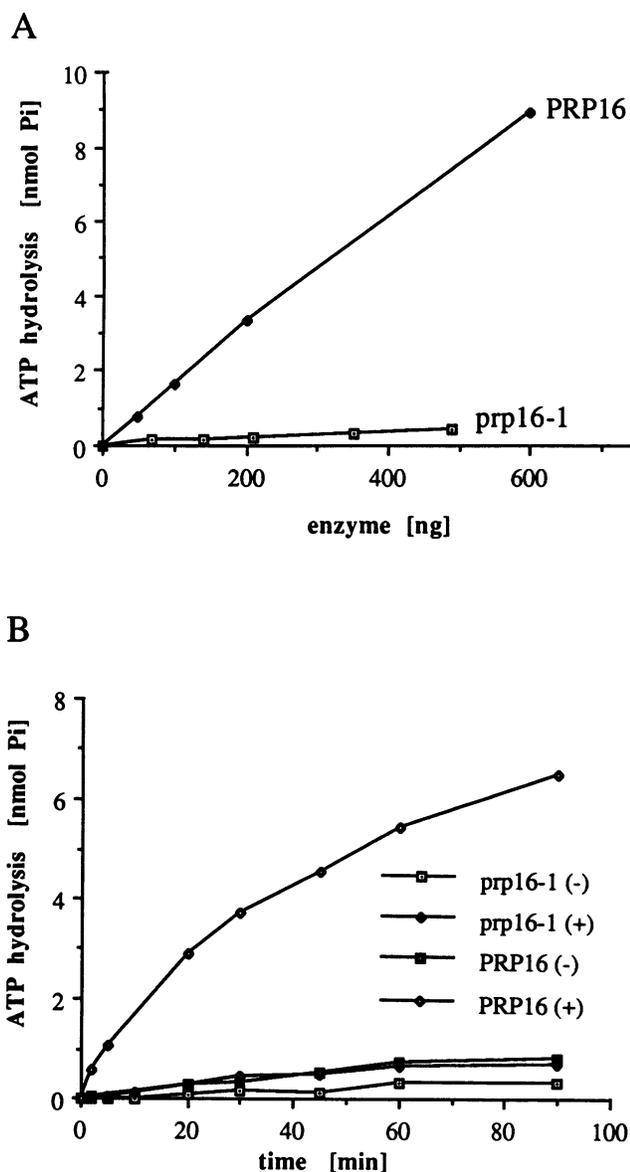 A
10
8
6
4
2
0
ATP hydrolysis [nmol Pi]
PRP16
prp16-1
0
200
400
600
enzyme [ng]
B
8
6
4
2
0
ATP hydrolysis [nmol Pi]
prp16-1 (-)
prp16-1 (+)
PRP16 (-)
PRP16 (+)
0
20
40
60
80
100
time [min]